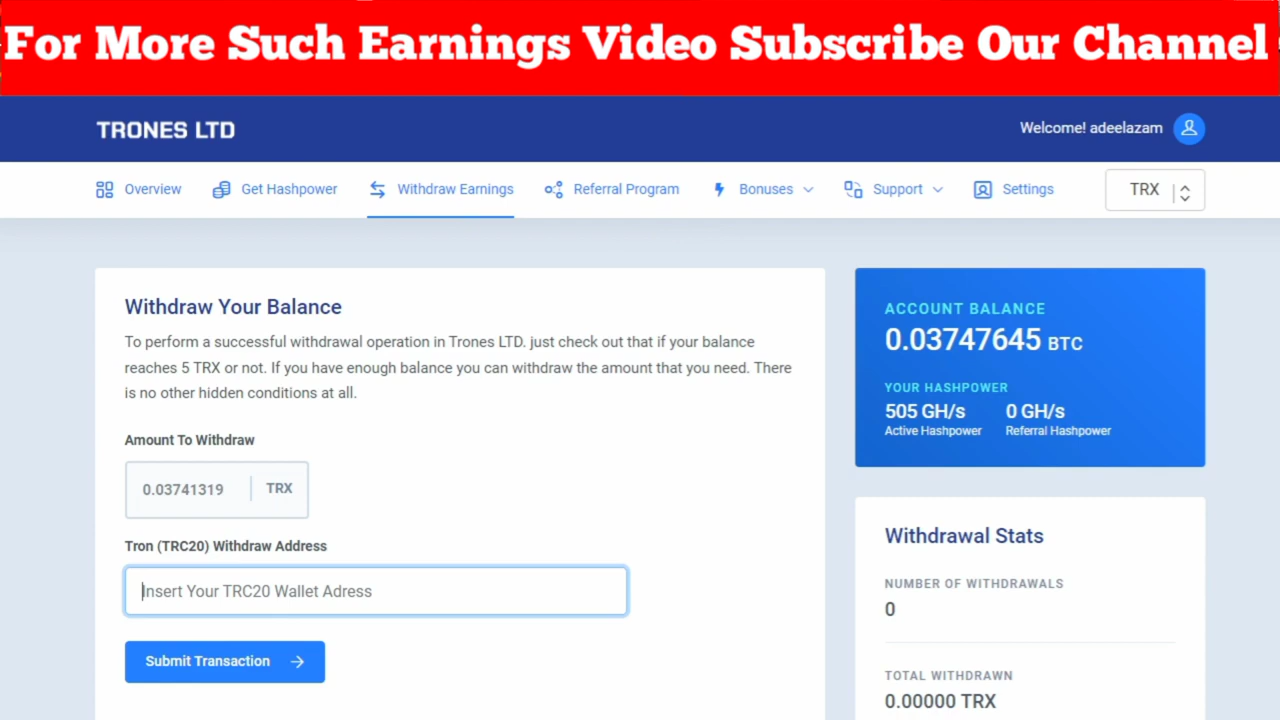 For More Such Earnings Video Subscribe Our Channel
TRONES LTD
Welcome! adeelazam
Overview
Get Hashpower
Withdraw Earnings
Referral Program
Bonuses
Support
Settings
TRX
Withdraw Your Balance
To perform a successful withdrawal operation in Trones LTD. just check out that if your balance
reaches 5 TRX or not. If you have enough balance you can withdraw the amount that you need. There
is no other hidden conditions at all.
Amount To Withdraw
0.03741319 TRX
Tron (TRC20) Withdraw Address
Insert Your TRC20 Wallet Adress
Submit Transaction
ACCOUNT BALANCE
0.03747645 BTC
YOUR HASHPOWER
505 GH/s 0 GH/s
Active Hashpower Referral Hashpower
Withdrawal Stats
NUMBER OF WITHDRAWALS
0
TOTAL WITHDRAWN
0.00000 TRX